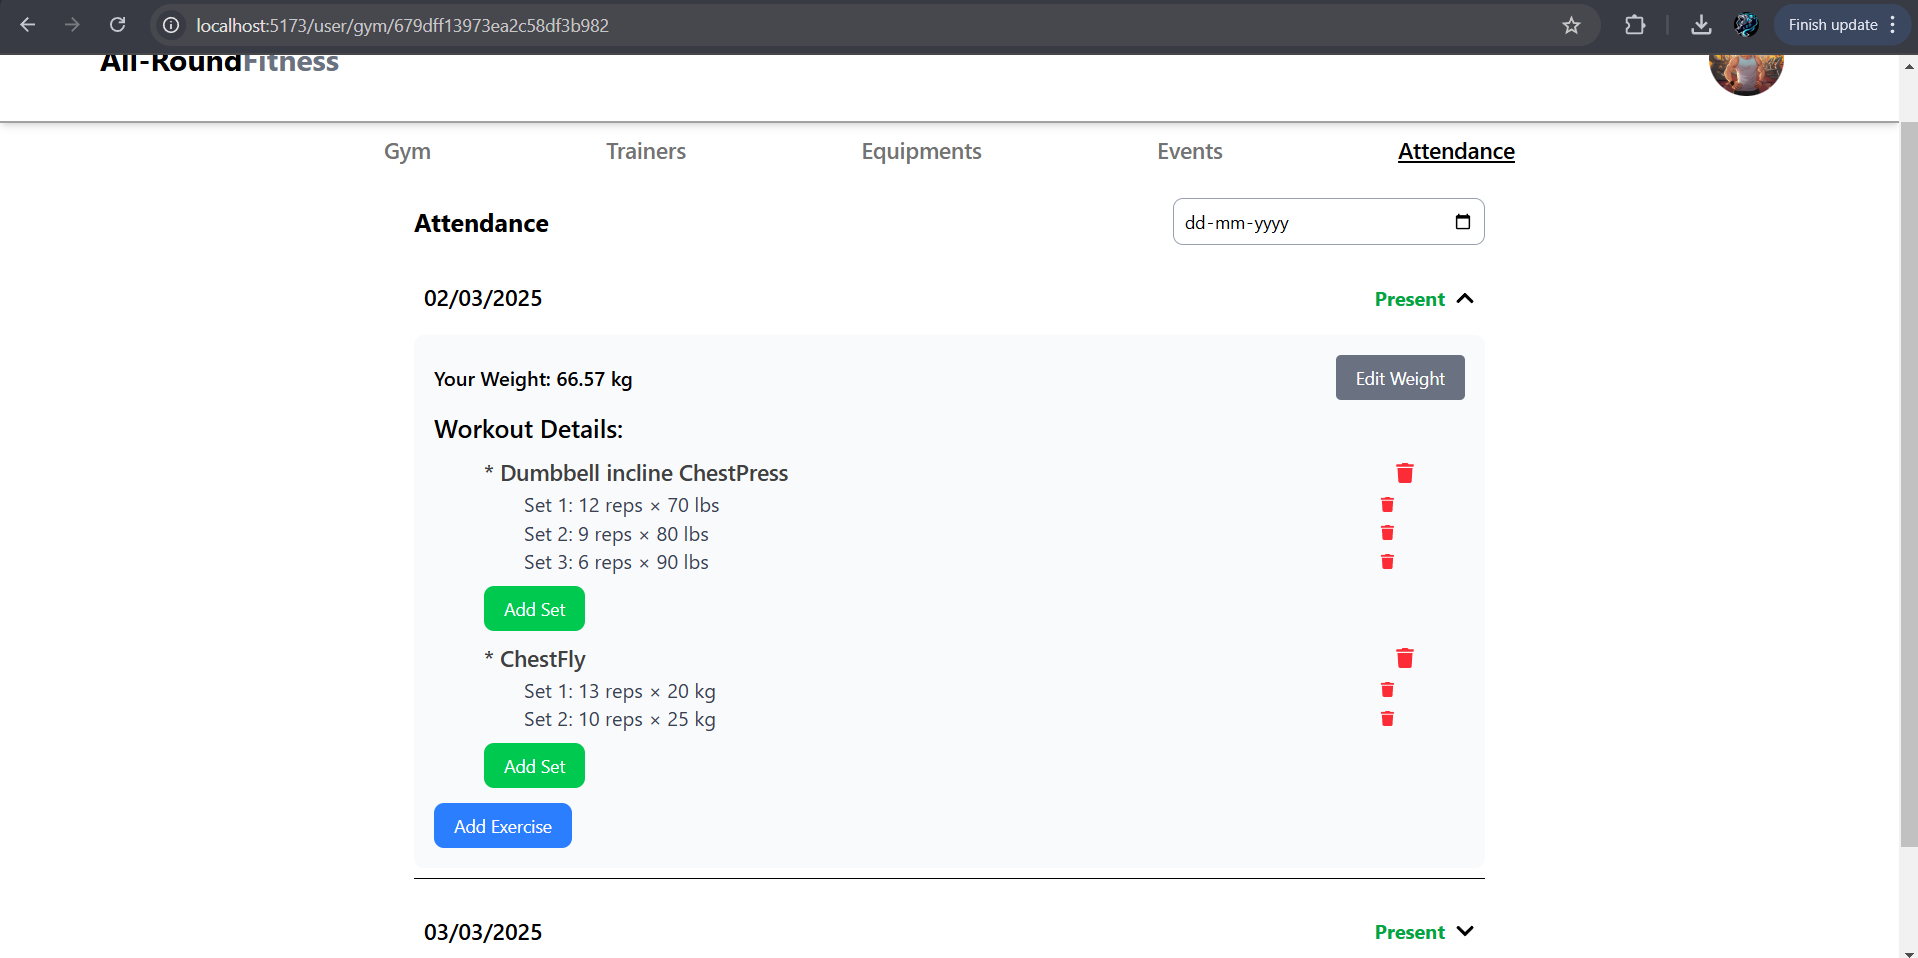 localhost:5173/user/gym/679dff13973ea2c58df3b982
Finish update
All-RoundFitness
Gym Trainers Equipments Events Attendance
Attendance
dd-mm-yyyy
02/03/2025 Present
Your Weight: 66.57 kg
Edit Weight
Workout Details:
* Dumbbell incline ChestPress
Set 1: 12 reps × 70 lbs
Set 2: 9 reps × 80 lbs
Set 3: 6 reps × 90 lbs
Add Set
* ChestFly
Set 1: 13 reps × 20 kg
Set 2: 10 reps × 25 kg
Add Set
Add Exercise
03/03/2025 Present